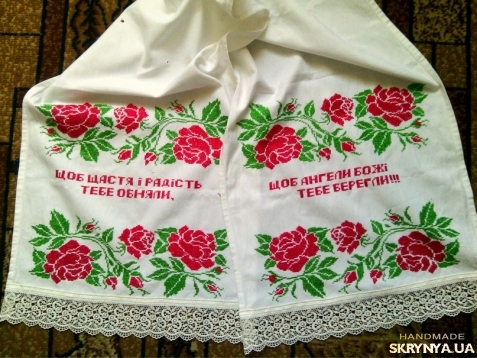 ЩОБ ЩАСТЯ І РАДІСТЬ
ТЕБЕ ОБНЯЛИ,
ЩОБ АНГЕЛИ БОЖІ
ТЕБЕ БЕРЕГЛИ!!!
HANDMADE
SKRYNYA.UA